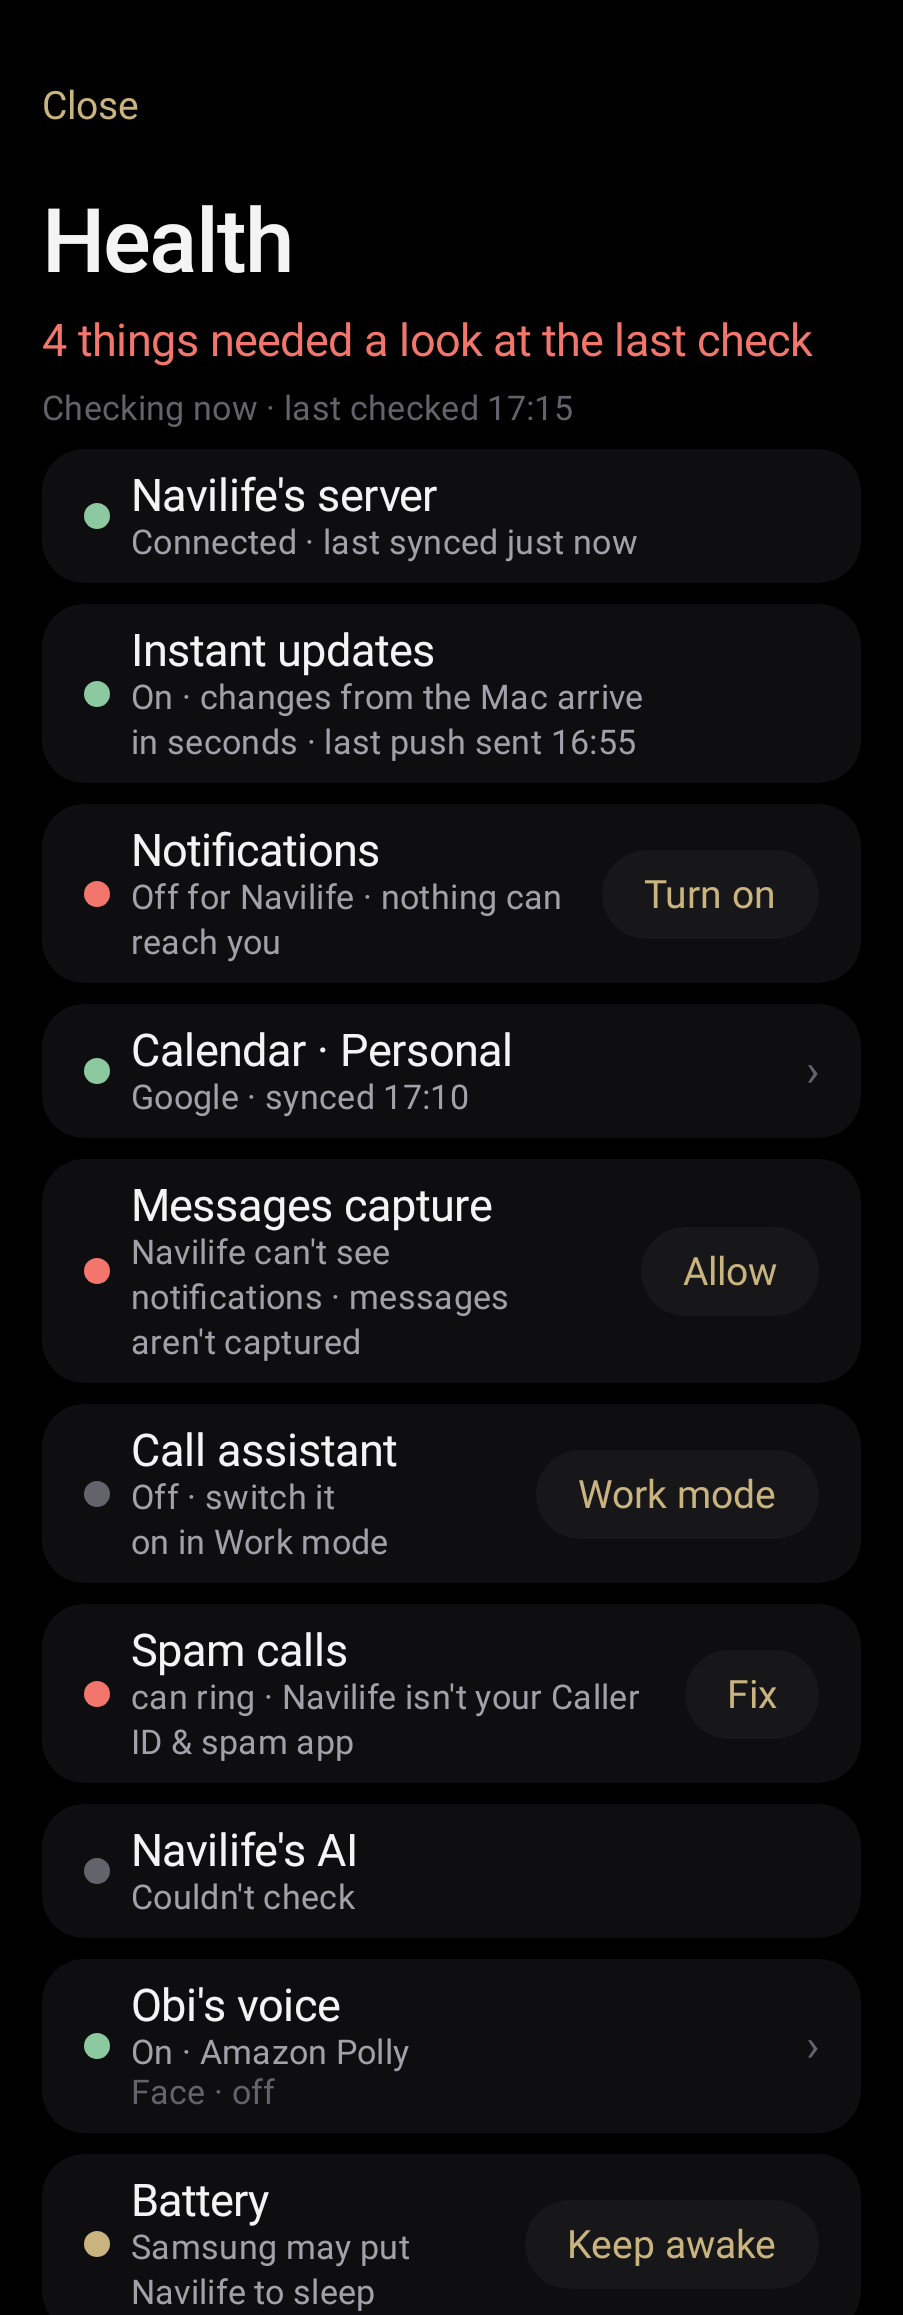 Close
Health
4 things needed a look at the last check
Checking now · last checked 17:15
Navilife's server
Connected · last synced just now
Instant updates
On · changes from the Mac arrive
in seconds · last push sent 16:55
Notifications
Off for Navilife · nothing can
reach you
Turn on
Calendar · Personal
Google · synced 17:10
›
Messages capture
Navilife can't see
notifications · messages
aren't captured
Allow
Call assistant
Off · switch it
on in Work mode
Work mode
Spam calls
can ring · Navilife isn't your Caller
ID & spam app
Fix
Navilife's AI
Couldn't check
Obi's voice
On · Amazon Polly
Face · off
›
Battery
Samsung may put
Navilife to sleep
Keep awake